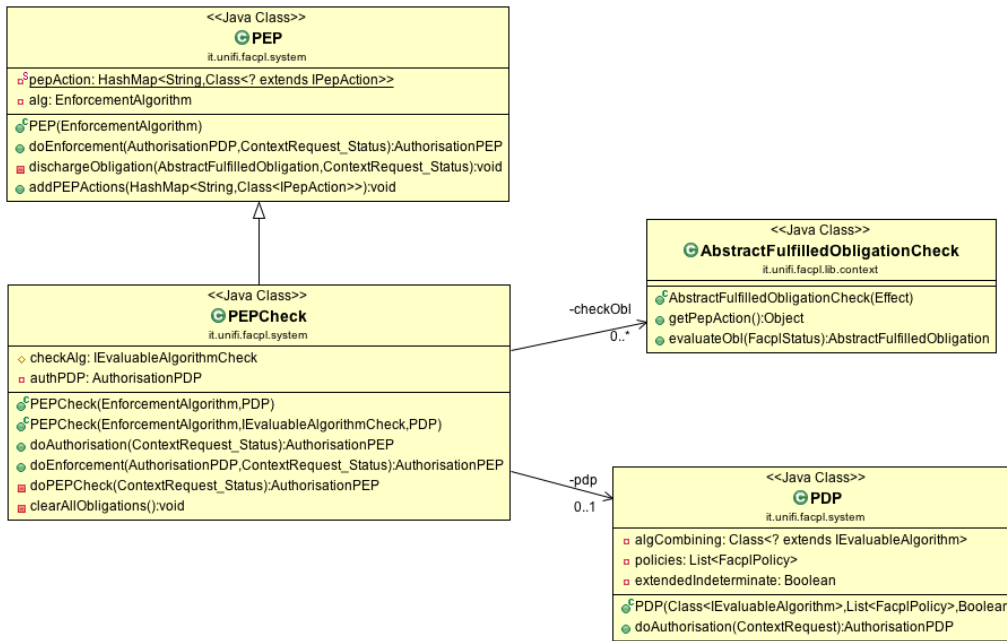 <<Java Class>>
PEP
it.unifi.facpl.system
pepAction: HashMap<String,Class<? extends IPepAction>>
alg: EnforcementAlgorithm
PEP(EnforcementAlgorithm)
doEnforcement(AuthorisationPDP,ContextRequest_Status):AuthorisationPEP
dischargeObligation(AbstractFulfilledObligation,ContextRequest_Status):void
addPEPActions(HashMap<String,Class<IPepAction>>):void
<<Java Class>>
AbstractFulfilledObligationCheck
it.unifi.facpl.lib.context
AbstractFulfilledObligationCheck(Effect)
getPepAction():Object
evaluateObl(FacplStatus):AbstractFulfilledObligation
<<Java Class>>
PEPCheck
it.unifi.facpl.system
checkAlg: IEvaluableAlgorithmCheck
authPDP: AuthorisationPDP
PEPCheck(EnforcementAlgorithm,PDP)
PEPCheck(EnforcementAlgorithm,IEvaluableAlgorithmCheck,PDP)
doAuthorisation(ContextRequest_Status):AuthorisationPEP
doEnforcement(AuthorisationPDP,ContextRequest_Status):AuthorisationPEP
doPEPCheck(ContextRequest_Status):AuthorisationPEP
clearAllObligations():void
-checkObl
0..*
-pdp
0..1
<<Java Class>>
PDP
it.unifi.facpl.system
algCombining: Class<? extends IEvaluableAlgorithm>
policies: List<FacplPolicy>
extendedIndeterminate: Boolean
PDP(Class<IEvaluableAlgorithm>,List<FacplPolicy>,Boolean
doAuthorisation(ContextRequest):AuthorisationPDP